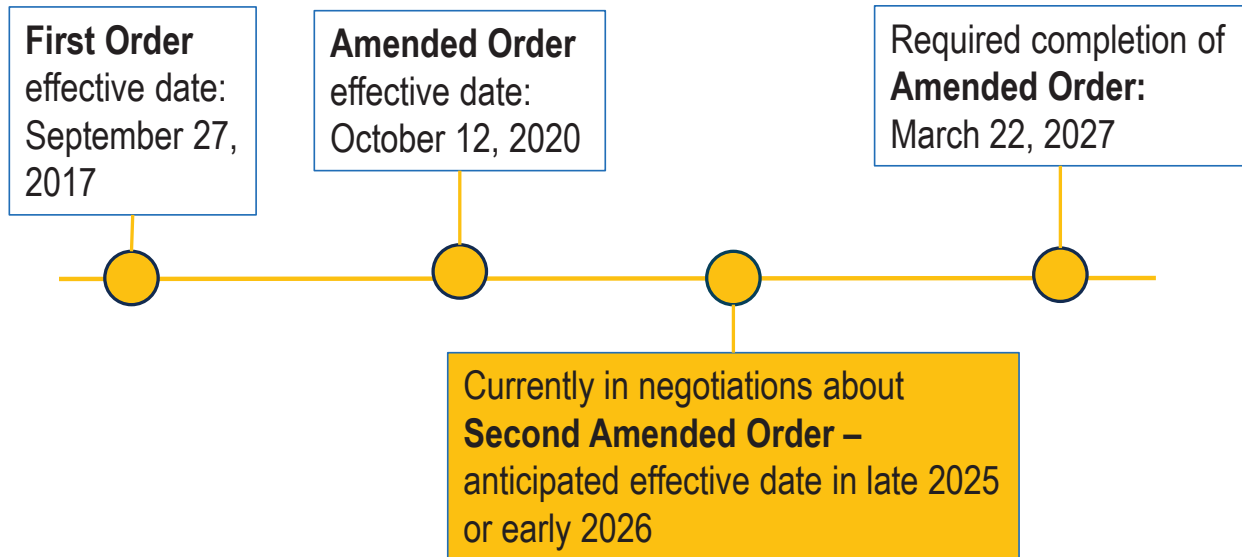 First Order
effective date:
September 27,
2017
Amended Order
effective date:
October 12, 2020
Required completion of
Amended Order:
March 22, 2027
Currently in negotiations about
Second Amended Order –
anticipated effective date in late 2025
or early 2026